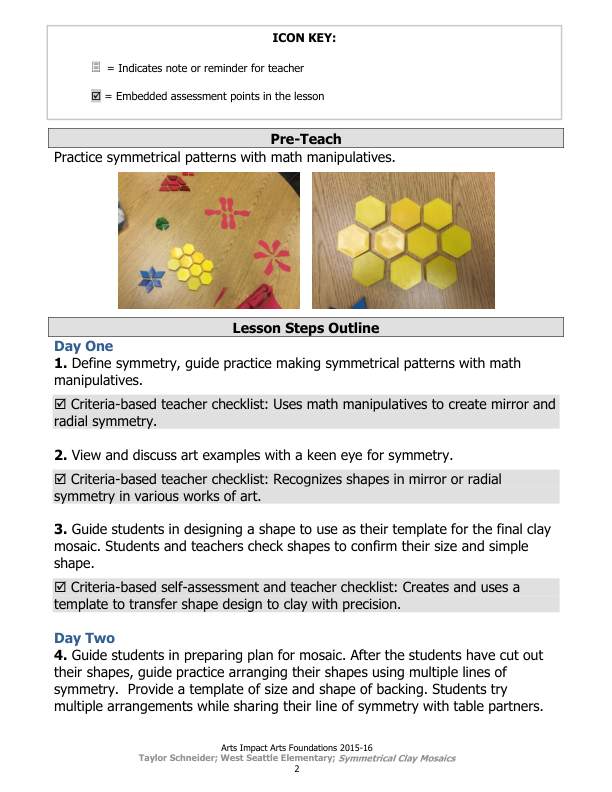 ICON KEY:
= Indicates note or reminder for teacher
☑ = Embedded assessment points in the lesson
Pre-Teach
Practice symmetrical patterns with math manipulatives.
Lesson Steps Outline
Day One
1. Define symmetry, guide practice making symmetrical patterns with math
manipulatives.
☑ Criteria-based teacher checklist: Uses math manipulatives to create mirror and
radial symmetry.
2. View and discuss art examples with a keen eye for symmetry.
☑ Criteria-based teacher checklist: Recognizes shapes in mirror or radial
symmetry in various works of art.
3. Guide students in designing a shape to use as their template for the final clay
mosaic. Students and teachers check shapes to confirm their size and simple
shape.
☑ Criteria-based self-assessment and teacher checklist: Creates and uses a
template to transfer shape design to clay with precision.
Day Two
4. Guide students in preparing plan for mosaic. After the students have cut out
their shapes, guide practice arranging their shapes using multiple lines of
symmetry.  Provide a template of size and shape of backing. Students try
multiple arrangements while sharing their line of symmetry with table partners.
Arts Impact Arts Foundations 2015-16
Taylor Schneider; West Seattle Elementary; Symmetrical Clay Mosaics
2